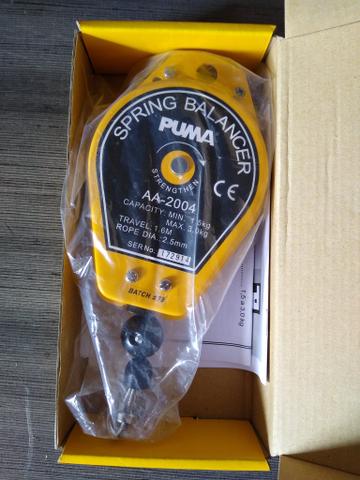 SPRING BALANCER
PUMA
STRENGTHEN
AA-2004
CAPACITY: MIN. 1.5kg
MAX. 3.0kg
TRAVEL: 1.6M
ROPE DIA.: 2.5mm
SER No. 172814
CE
BATCH
1,5 a 3,0 kg